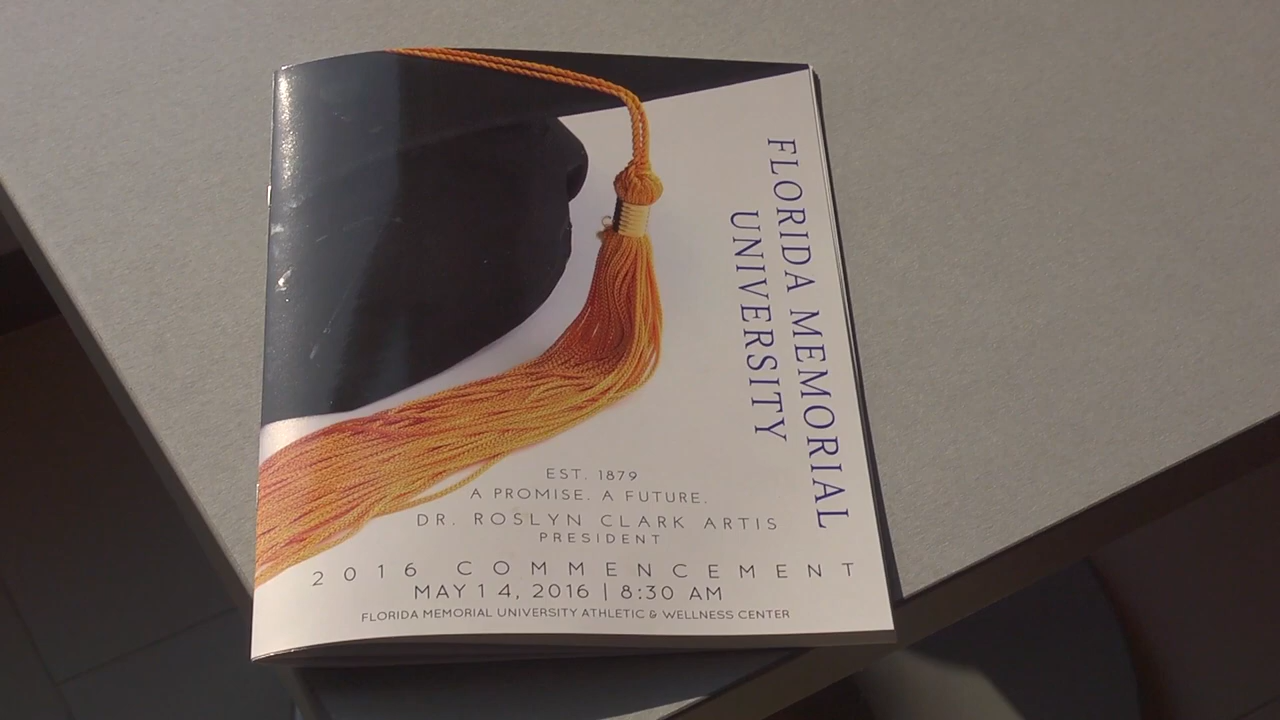 FLORIDA MEMORIAL
UNIVERSITY
EST. 1879
A PROMISE. A FUTURE.
DR. ROSLYN CLARK ARTIS
PRESIDENT
2016 COMMENCEMENT
MAY 14, 2016 | 8:30 AM
FLORIDA MEMORIAL UNIVERSITY ATHLETIC & WELLNESS CENTER